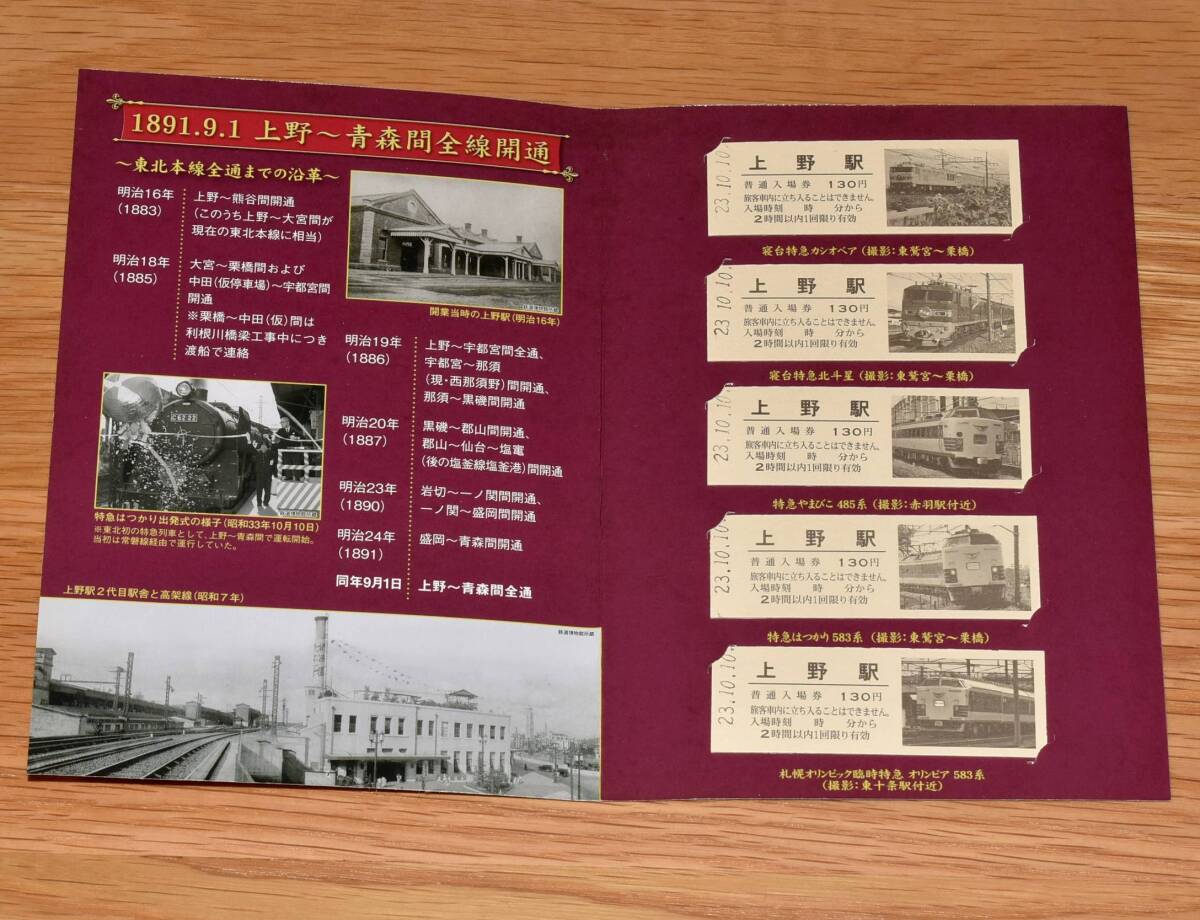 1891.9.1 上野～青森間全線開通
～東北本線全通までの沿革～
明治16年
(1883)
上野～熊谷間開通
(このうち上野～大宮間が
現在の東北本線に相当)
明治18年
(1885)
大宮～栗橋間および
中田(仮停車場)～宇都宮間
開通
※栗橋～中田(仮)間は
利根川橋梁工事中につき
渡船で連絡
鉄道博物館所蔵
開業当時の上野駅(明治16年)
明治19年
(1886)
上野～宇都宮間全通、
宇都宮～那須
(現・西那須野)間開通、
那須～黒磯間開通
明治20年
(1887)
黒磯～郡山間開通、
郡山～仙台～塩竈
(後の塩釜線塩釜港)間開通
明治23年
(1890)
岩切～一ノ関間開通、
一ノ関～盛岡間開通
明治24年
(1891)
盛岡～青森間開通
同年9月1日
上野～青森間全通
C62 22
鉄道博物館所蔵
特急はつかり出発式の様子(昭和33年10月10日)
※東北初の特急列車として、上野～青森間で運転開始。
当初は常磐線経由で運行していた。
上野駅2代目駅舎と高架線(昭和7年)
鉄道博物館所蔵
23.10.10
上野駅
普通入場券 130円
旅客車内に立ち入ることはできません。
入場時刻 時 分から
2時間以内1回限り有効
寝台特急カシオペア(撮影:東鷲宮～栗橋)
23.10.10
上野駅
普通入場券 130円
旅客車内に立ち入ることはできません。
入場時刻 時 分から
2時間以内1回限り有効
寝台特急北斗星(撮影:東鷲宮～栗橋)
23.10.10
上野駅
普通入場券 130円
旅客車内に立ち入ることはできません。
入場時刻 時 分から
2時間以内1回限り有効
特急やまびこ 485系(撮影:赤羽駅付近)
23.10.10
上野駅
普通入場券 130円
旅客車内に立ち入ることはできません。
入場時刻 時 分から
2時間以内1回限り有効
特急はつかり 583系(撮影:東鷲宮～栗橋)
23.10.10
上野駅
普通入場券 130円
旅客車内に立ち入ることはできません。
入場時刻 時 分から
2時間以内1回限り有効
札幌オリンピック臨時特急 オリンピア 583系
(撮影:東十条駅付近)